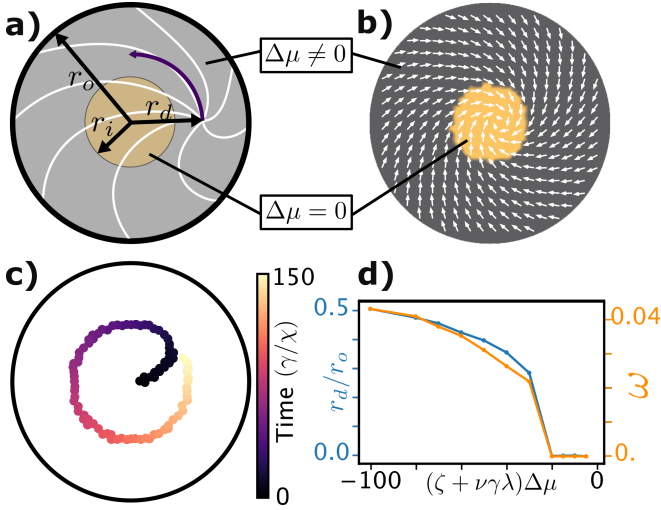 a)
b)
Δμ ≠ 0
r_o
r_d
r_i
Δμ = 0
c)
150
Time (γ/χ)
0
d)
0.5
r_d/r_o
0.0
0.04
ω
0.
−100
(ζ + νγλ)Δμ
0